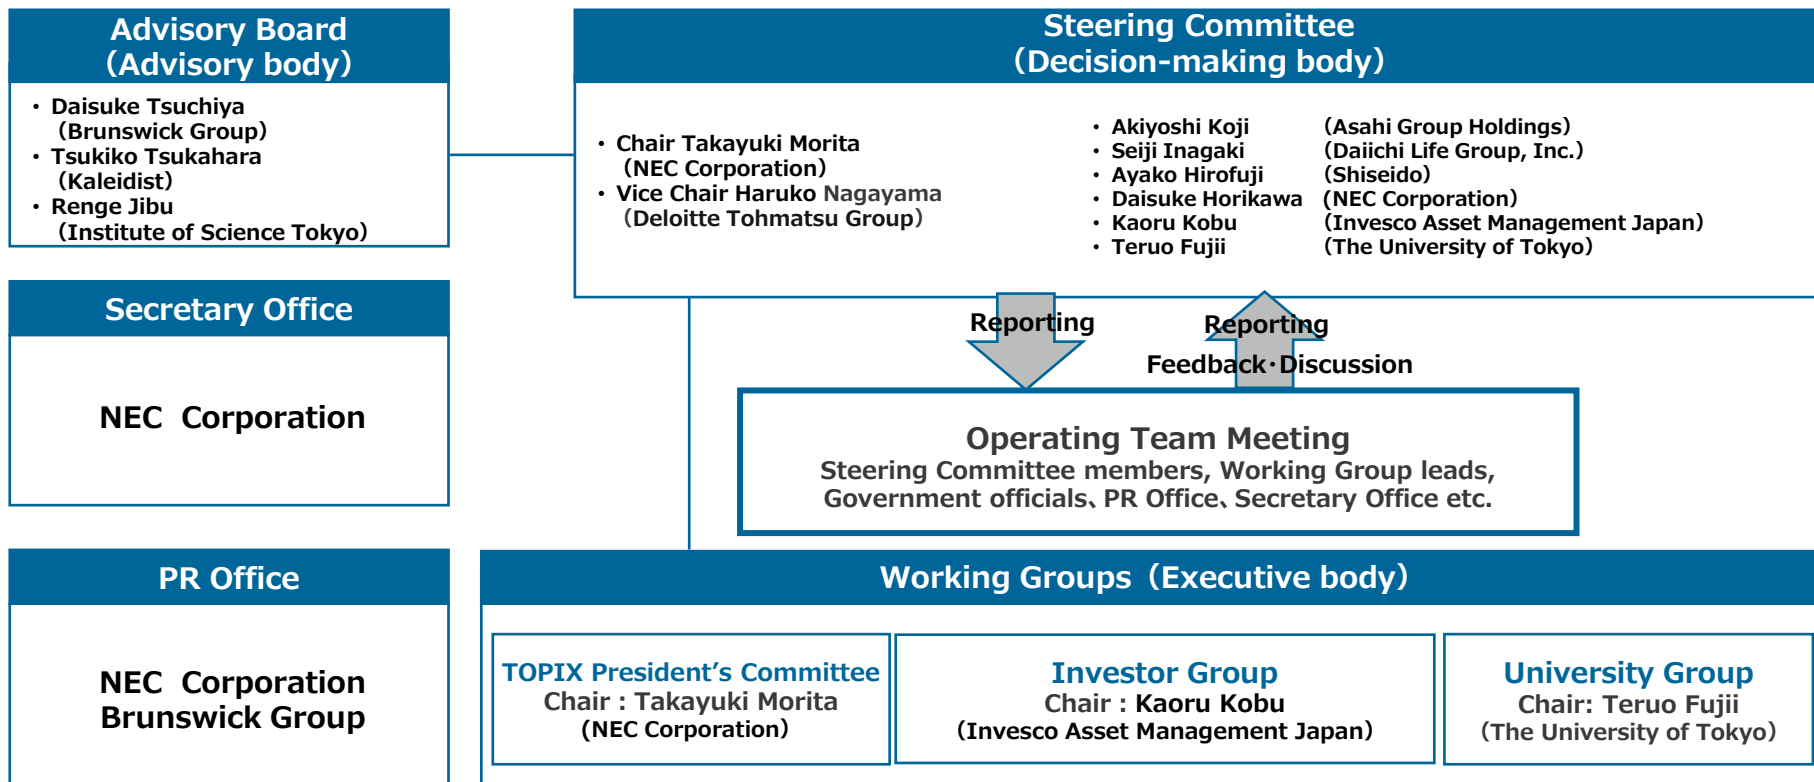 Advisory Board
（Advisory body）
・ Daisuke Tsuchiya
（Brunswick Group）
・ Tsukiko Tsukahara
（Kaleidist）
・ Renge Jibu
（Institute of Science Tokyo）
Steering Committee
（Decision-making body）
・ Chair Takayuki Morita
（NEC Corporation）
・ Vice Chair Haruko Nagayama
（Deloitte Tohmatsu Group）
・ Akiyoshi Koji （Asahi Group Holdings）
・ Seiji Inagaki （Daiichi Life Group, Inc.）
・ Ayako Hirofuji （Shiseido）
・ Daisuke Horikawa （NEC Corporation）
・ Kaoru Kobu （Invesco Asset Management Japan）
・ Teruo Fujii （The University of Tokyo）
Secretary Office
NEC Corporation
Reporting
Reporting
Feedback・Discussion
Operating Team Meeting
Steering Committee members, Working Group leads,
Government officials、PR Office、Secretary Office etc.
PR Office
NEC Corporation
Brunswick Group
Working Groups（Executive body）
TOPIX President’s Committee
Chair : Takayuki Morita
(NEC Corporation）
Investor Group
Chair : Kaoru Kobu
（Invesco Asset Management Japan）
University Group
Chair: Teruo Fujii
（The University of Tokyo）